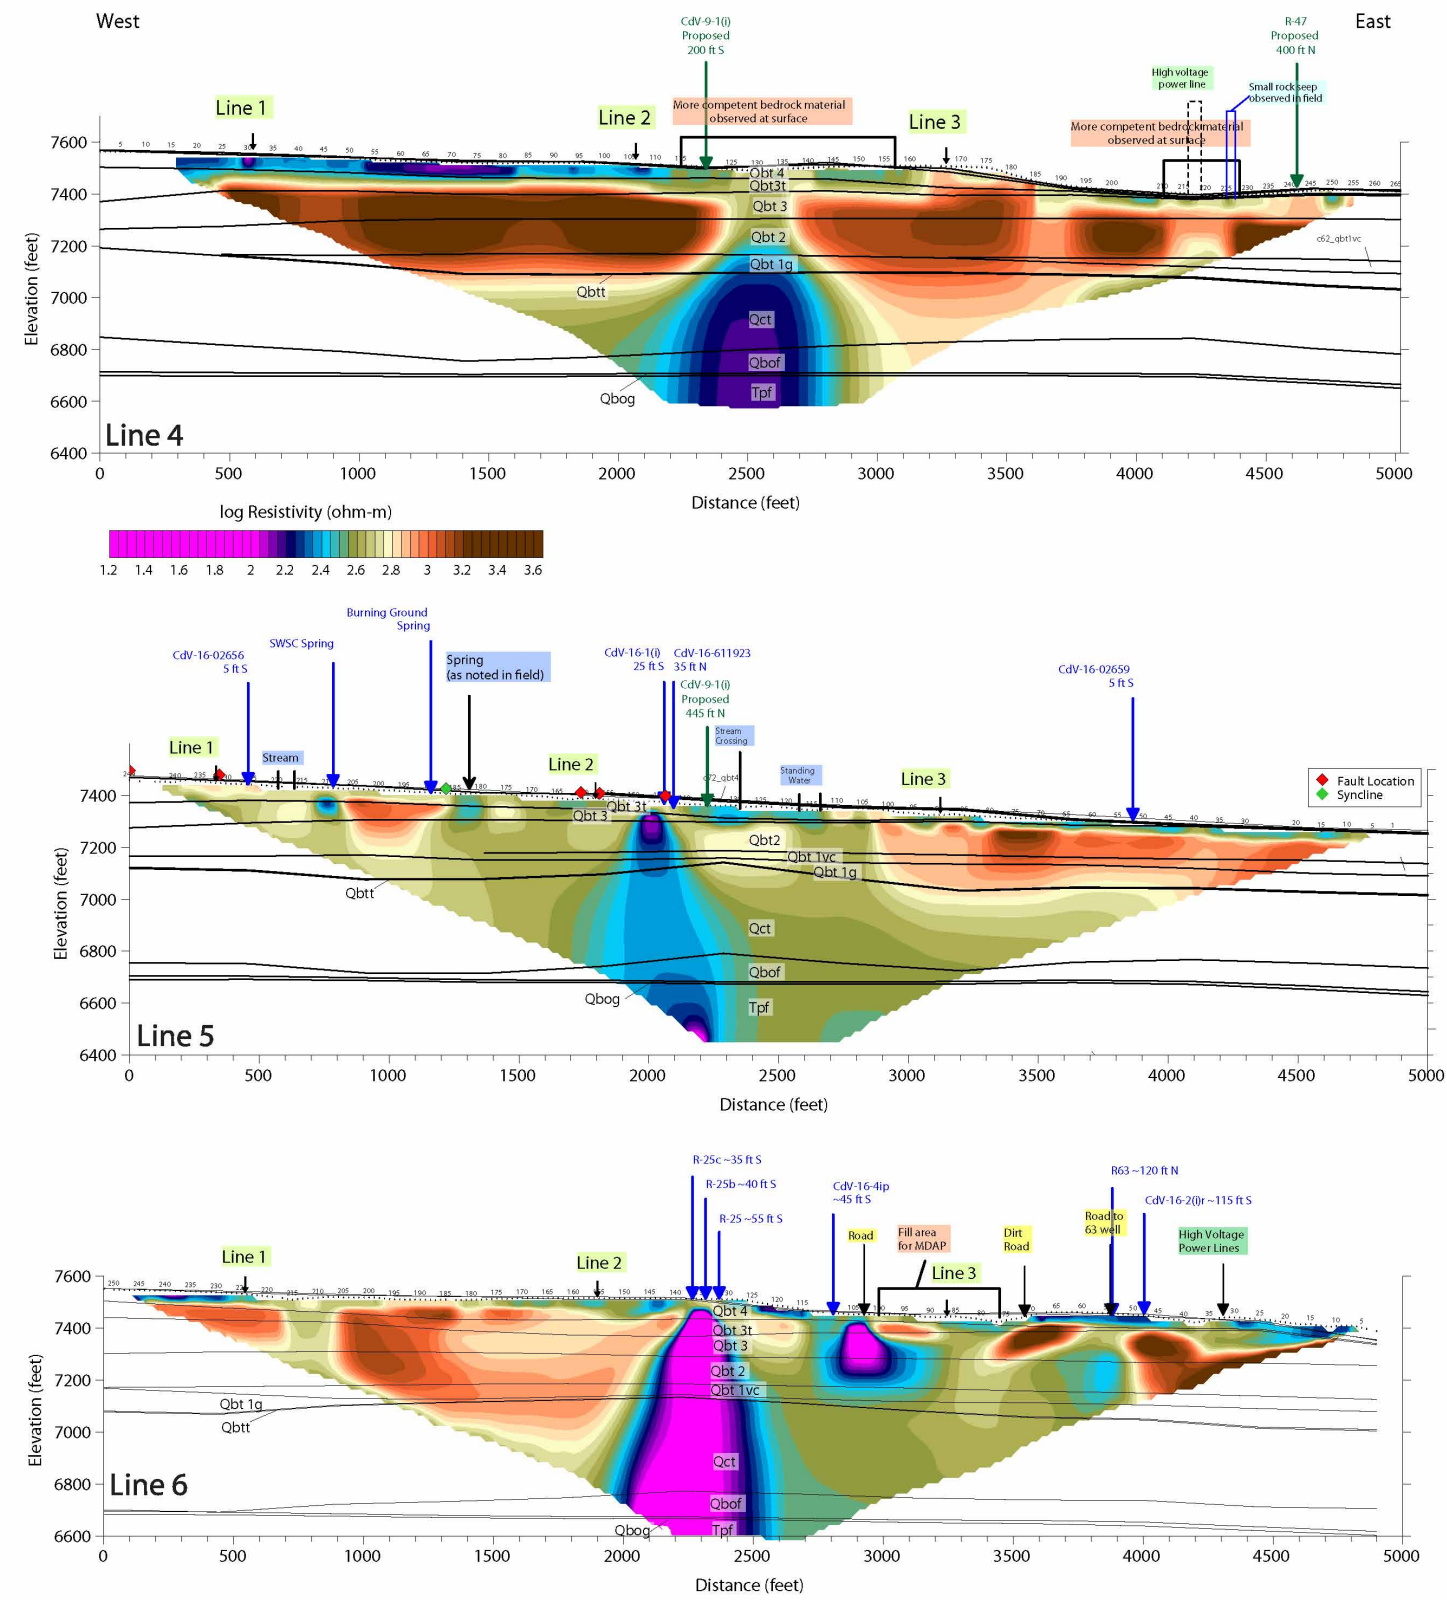 West
CdV-9-1(i)
Proposed
200 ft S
R-47
Proposed
400 ft N
East
High voltage
power line
Small rock seep
observed in field
Line 1
Line 2
More competent bedrock material
observed at surface
Line 3
More competent bedrock material
observed at surface
7600
7400
7200
7000
6800
6600
6400
Elevation (feet)
Qbt 4
Qbt3t
Qbt 3
Qbt 2
Qbt 1g
Qbtt
Qct
Qbof
Qbog
Tpf
c62_qbt1vc
Line 4
0 500 1000 1500 2000 2500 3000 3500 4000 4500 5000
Distance (feet)
log Resistivity (ohm-m)
1.2 1.4 1.6 1.8 2 2.2 2.4 2.6 2.8 3 3.2 3.4 3.6
Burning Ground
Spring
SWSC Spring
CdV-16-02656
5 ft S
Spring
(as noted in field)
CdV-16-1(i)
25 ft S
CdV-16-611923
35 ft N
CdV-9-1(i)
Proposed
445 ft N
CdV-16-02659
5 ft S
Stream
Crossing
Line 1
Stream
Line 2
Standing
Water
Line 3
Fault Location
Syncline
7400
7200
7000
6800
6600
6400
Elevation (feet)
c72_qbt4
Qbt 3t
Qbt 3
Qbt2
Qbt 1vc
Qbt 1g
Qbtt
Qct
Qbof
Qbog
Tpf
Line 5
0 500 1000 1500 2000 2500 3000 3500 4000 4500 5000
Distance (feet)
R-25c ~35 ft S
R-25b ~40 ft S
R-25 ~55 ft S
CdV-16-4ip
~45 ft S
R63 ~120 ft N
CdV-16-2(i)r ~115 ft S
Road
Fill area
for MDAP
Dirt
Road
Road to
63 well
High Voltage
Power Lines
Line 1
Line 2
Line 3
7600
7400
7200
7000
6800
6600
Elevation (feet)
Qbt 4
Qbt 3t
Qbt 3
Qbt 2
Qbt 1vc
Qbt 1g
Qbtt
Qct
Qbof
Qbog
Tpf
Line 6
0 500 1000 1500 2000 2500 3000 3500 4000 4500 5000
Distance (feet)